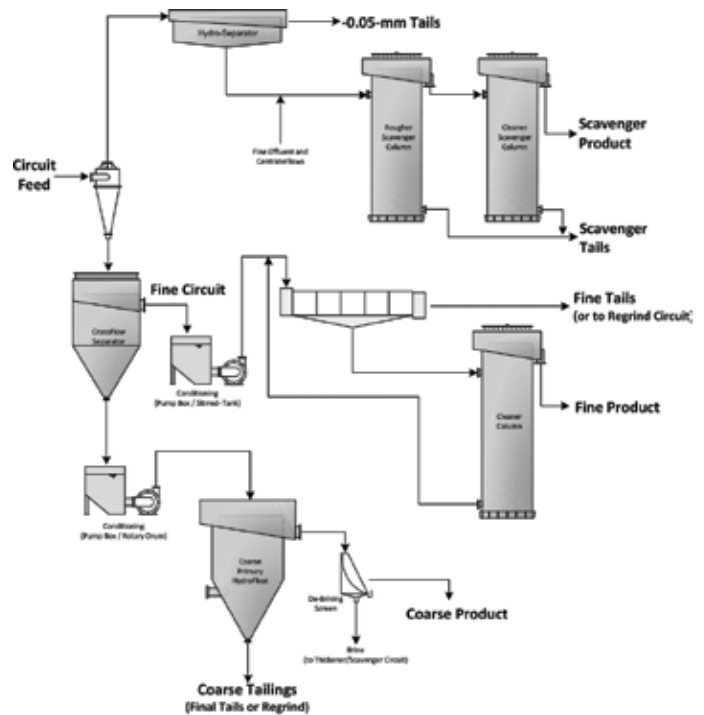 -0.05-mm Tails
Hydro-Separator
Rougher
Scavenger
Column
Cleaner
Scavenger
Column
Scavenger
Product
Fine Effluent and
Centrate Flows
Circuit
Feed
Scavenger
Tails
Fine Circuit
Crossflow
Separator
Fine Tails
(or to Regrind Circuit)
Conditioning
(Pump Box / Stirred-Tank)
Cleaner
Column
Fine Product
Conditioning
(Pump Box / Rotary Drum)
Coarse
Primary
HydroFloat
De-Brining
Screen
Coarse Product
Brine
(to Thickener/Scavenger Circuit)
Coarse Tailings
(Final Tails or Regrind)